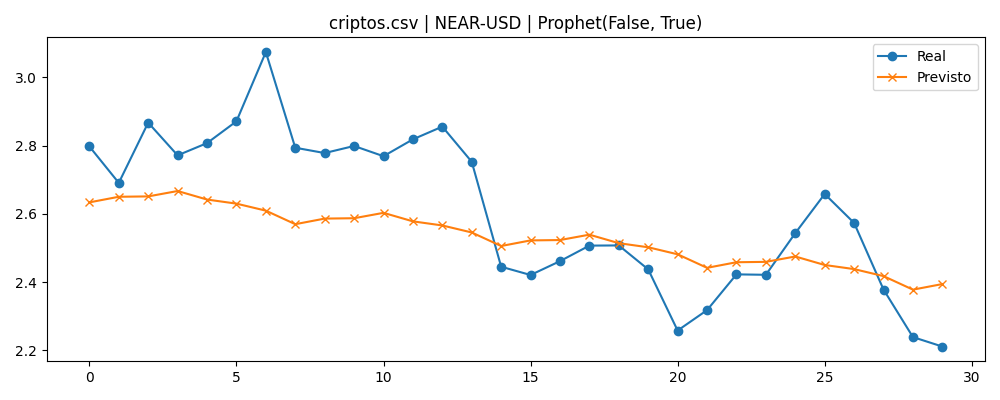 criptos.csv | NEAR-USD | Prophet(False, True)
Real
Previsto
3.0
2.8
2.6
2.4
2.2
0 5 10 15 20 25 30